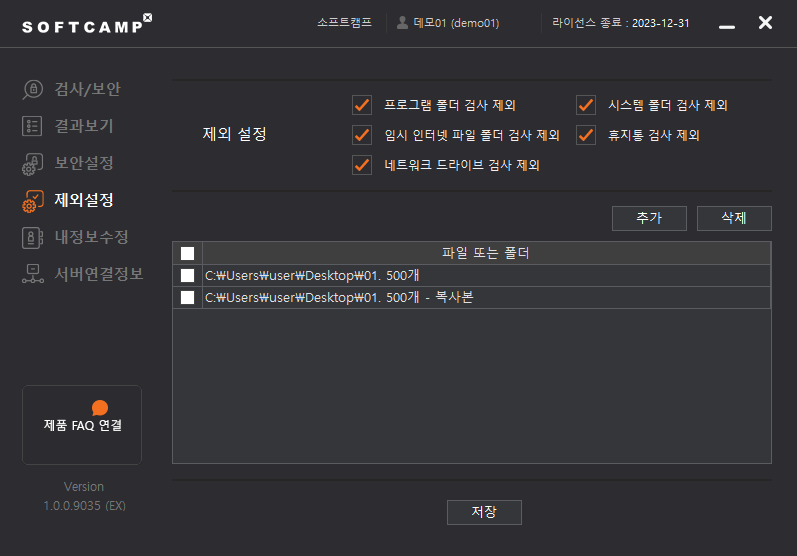 SOFTCAMP
소프트캠프 데모01 (demo01) 라이선스 종료 : 2023-12-31
검사/보안
결과보기
보안설정
제외설정
내정보수정
서버연결정보
제품 FAQ 연결
Version
1.0.0.9035 (EX)
제외 설정
프로그램 폴더 검사 제외 시스템 폴더 검사 제외
임시 인터넷 파일 폴더 검사 제외 휴지통 검사 제외
네트워크 드라이브 검사 제외
추가 삭제
파일 또는 폴더
C:₩Users₩user₩Desktop₩01. 500개
C:₩Users₩user₩Desktop₩01. 500개 - 복사본
저장